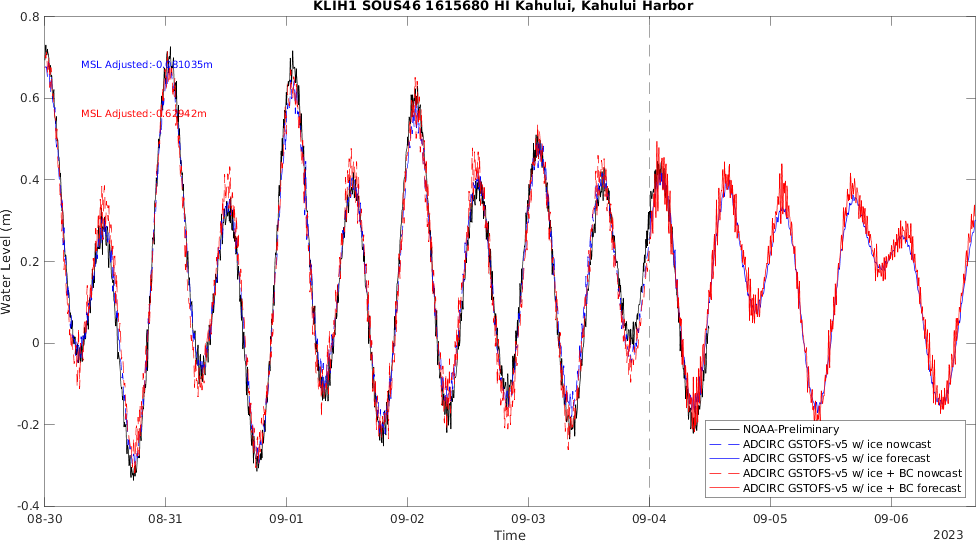 KLIH1 SOUS46 1615680 HI Kahului, Kahului Harbor
0.8
0.6
0.4
0.2
0
-0.2
-0.4
Water Level (m)
MSL Adjusted:-0.081035m
MSL Adjusted:-0.62942m
NOAA-Preliminary
ADCIRC GSTOFS-v5 w/ ice nowcast
ADCIRC GSTOFS-v5 w/ ice forecast
ADCIRC GSTOFS-v5 w/ ice + BC nowcast
ADCIRC GSTOFS-v5 w/ ice + BC forecast
08-30 08-31 09-01 09-02 09-03 09-04 09-05 09-06
Time
2023